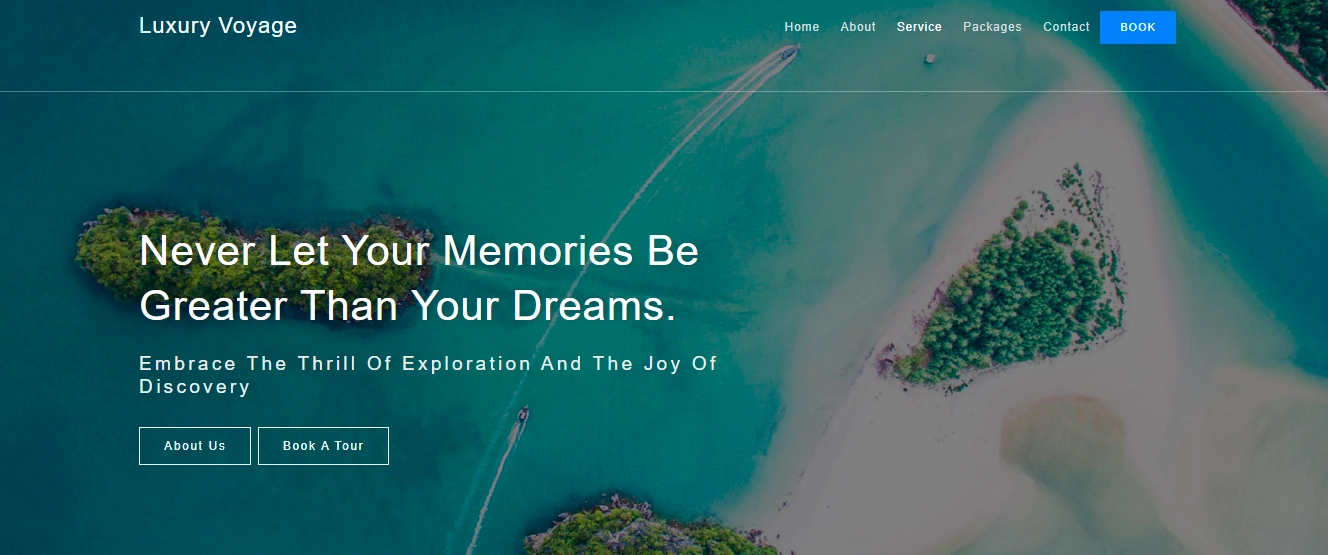 Luxury Voyage
Home About Service Packages Contact BOOK
Never Let Your Memories Be
Greater Than Your Dreams.
Embrace The Thrill Of Exploration And The Joy Of
Discovery
About Us Book A Tour